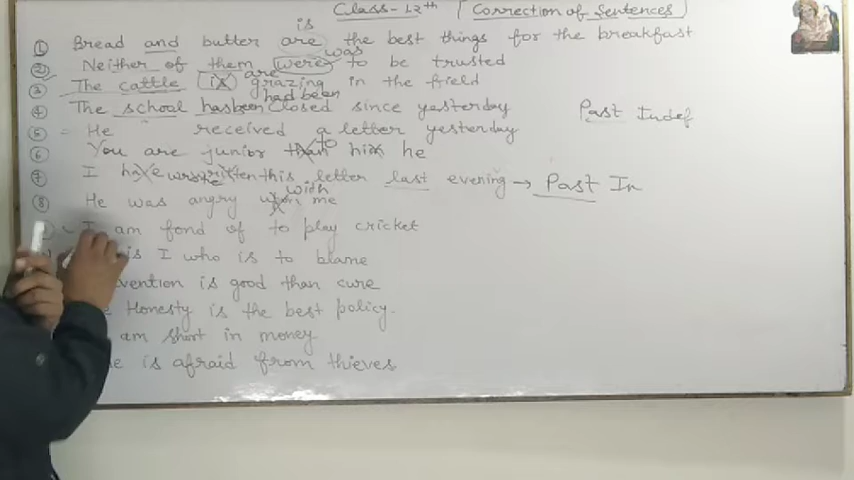 Class-12th | Correction of Sentences
is
① Bread and butter are the best things for the breakfast
was
② Neither of them were to be trusted
are
③ The cattle is grazing in the field
had been
④ The school has been closed since yesterday Past Indef
⑤ He received a letter yesterday
to
⑥ You are junior than him he
⑦ I have written wrote this letter last evening → Past In
with
⑧ He was angry upon me
I am fond of to play cricket
is I who is to blame
vention is good than cure
Honesty is the best policy.
am short in money
is afraid from thieves